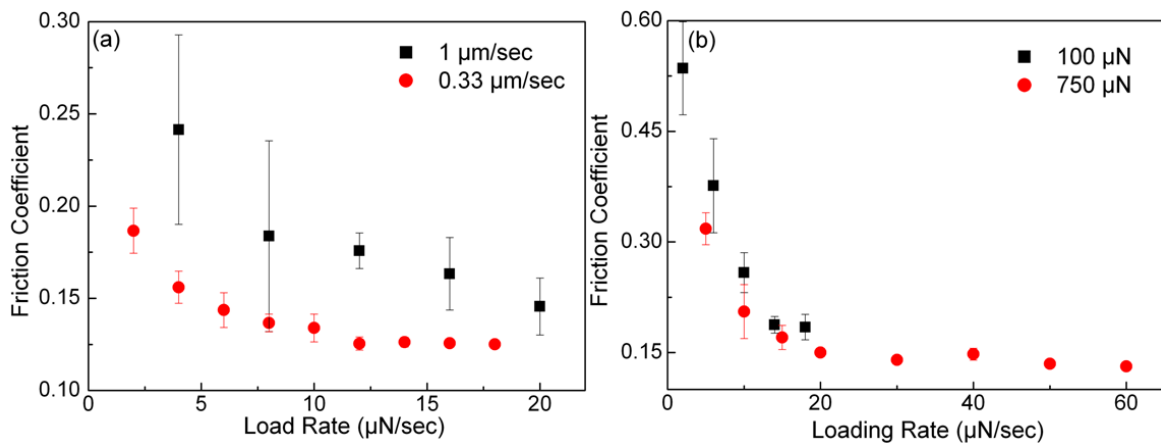 (a)
1 µm/sec
0.33 µm/sec
0.30
0.25
0.20
0.15
0.10
0 5 10 15 20
Friction Coefficient
Load Rate (µN/sec)
(b)
100 µN
750 µN
0.60
0.45
0.30
0.15
0 20 40 60
Friction Coefficient
Loading Rate (µN/sec)